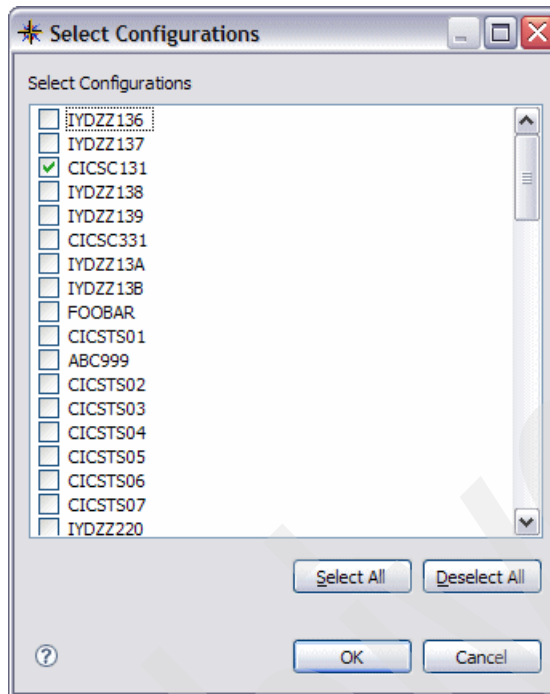 Select Configurations
Select Configurations
IYDZZ136
IYDZZ137
CICSC131
IYDZZ138
IYDZZ139
CICSC331
IYDZZ13A
IYDZZ13B
FOOBAR
CICSTS01
ABC999
CICSTS02
CICSTS03
CICSTS04
CICSTS05
CICSTS06
CICSTS07
IYDZZ220
Select All Deselect All
? OK Cancel